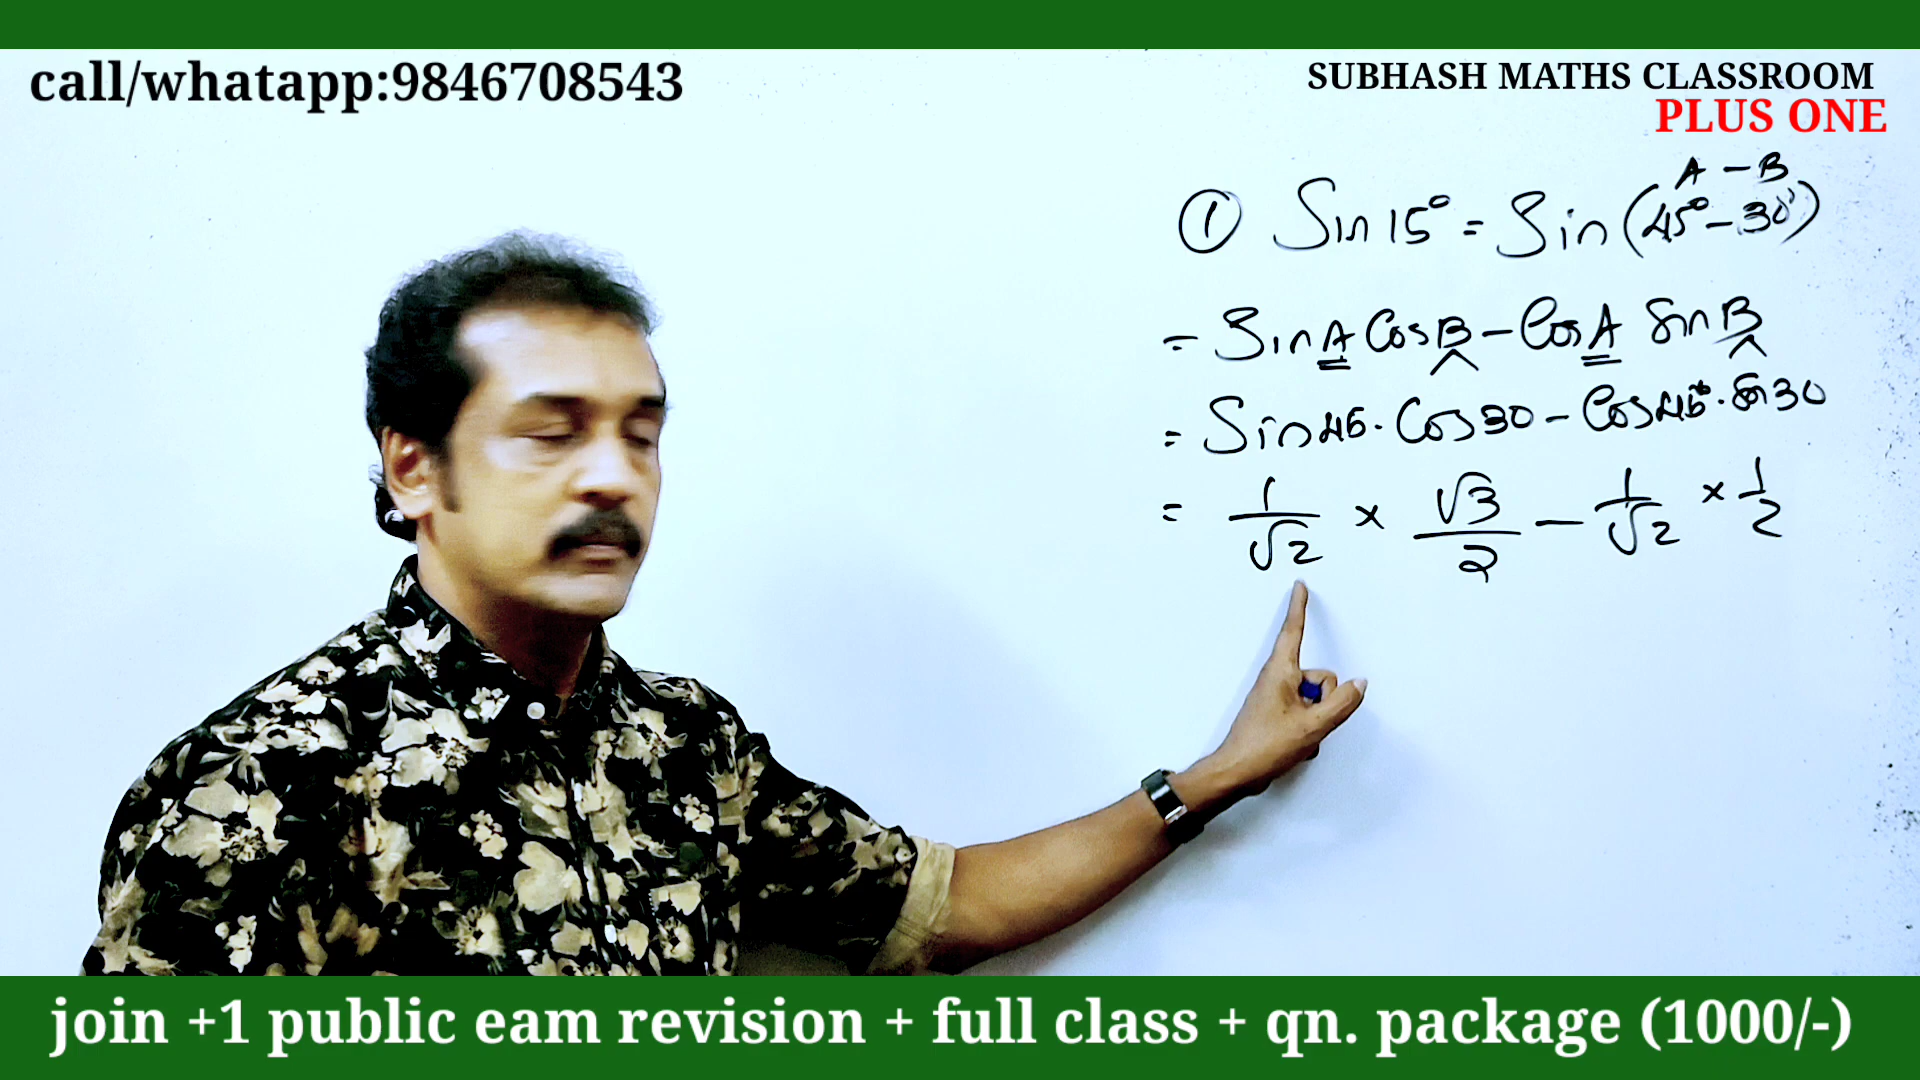 call/whatapp:9846708543
SUBHASH MATHS CLASSROOM
PLUS ONE
A - B
① Sin 15° = Sin (45° - 30°)
= Sin A Cos B - Cos A Sin B
= Sin 45 . Cos 30 - Cos 45° . Sin 30
= 1/√2 × √3/2 - 1/√2 × 1/2
join +1 public eam revision + full class + qn. package (1000/-)